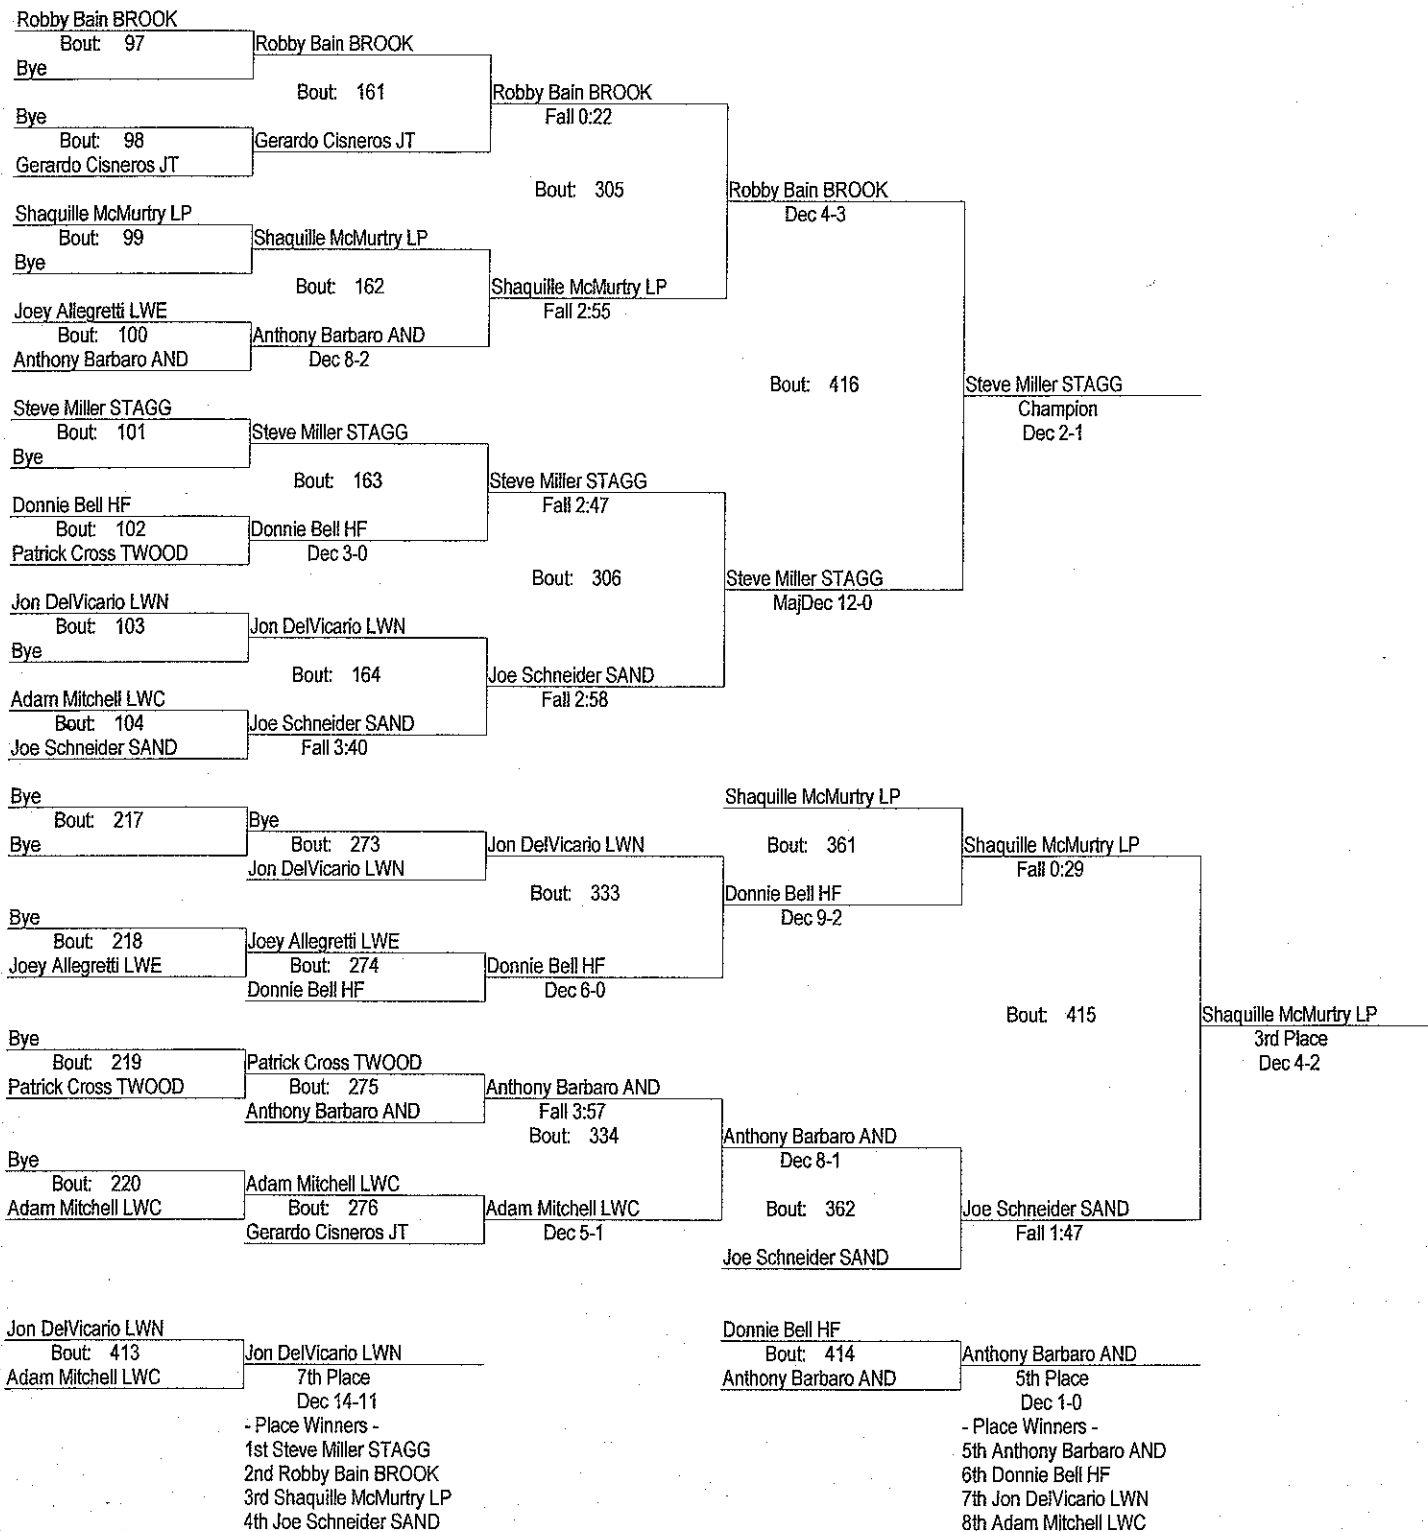 Robby Bain BROOK
Bout: 97
Bye
Robby Bain BROOK
Bout: 161
Bye
Bout: 98
Gerardo Cisneros JT
Gerardo Cisneros JT
Robby Bain BROOK
Fall 0:22
Bout: 305
Shaquille McMurtry LP
Bout: 99
Bye
Shaquille McMurtry LP
Bout: 162
Joey Allegretti LWE
Bout: 100
Anthony Barbaro AND
Anthony Barbaro AND
Dec 8-2
Shaquille McMurtry LP
Fall 2:55
Robby Bain BROOK
Dec 4-3
Bout: 416
Steve Miller STAGG
Champion
Dec 2-1
Steve Miller STAGG
Bout: 101
Bye
Steve Miller STAGG
Bout: 163
Donnie Bell HF
Bout: 102
Patrick Cross TWOOD
Donnie Bell HF
Dec 3-0
Steve Miller STAGG
Fall 2:47
Bout: 306
Steve Miller STAGG
MajDec 12-0
Jon DelVicario LWN
Bout: 103
Bye
Jon DelVicario LWN
Bout: 164
Adam Mitchell LWC
Bout: 104
Joe Schneider SAND
Joe Schneider SAND
Fall 3:40
Joe Schneider SAND
Fall 2:58
Bye
Bout: 217
Bye
Bye
Bout: 273
Jon DelVicario LWN
Jon DelVicario LWN
Bout: 333
Bye
Bout: 218
Joey Allegretti LWE
Joey Allegretti LWE
Bout: 274
Donnie Bell HF
Donnie Bell HF
Dec 6-0
Shaquille McMurtry LP
Bout: 361
Donnie Bell HF
Dec 9-2
Shaquille McMurtry LP
Fall 0:29
Bout: 415
Shaquille McMurtry LP
3rd Place
Dec 4-2
Bye
Bout: 219
Patrick Cross TWOOD
Patrick Cross TWOOD
Bout: 275
Anthony Barbaro AND
Anthony Barbaro AND
Fall 3:57
Bout: 334
Bye
Bout: 220
Adam Mitchell LWC
Adam Mitchell LWC
Bout: 276
Gerardo Cisneros JT
Adam Mitchell LWC
Dec 5-1
Anthony Barbaro AND
Dec 8-1
Bout: 362
Joe Schneider SAND
Joe Schneider SAND
Fall 1:47
Jon DelVicario LWN
Bout: 413
Adam Mitchell LWC
Jon DelVicario LWN
7th Place
Dec 14-11
- Place Winners -
1st Steve Miller STAGG
2nd Robby Bain BROOK
3rd Shaquille McMurtry LP
4th Joe Schneider SAND
Donnie Bell HF
Bout: 414
Anthony Barbaro AND
Anthony Barbaro AND
5th Place
Dec 1-0
- Place Winners -
5th Anthony Barbaro AND
6th Donnie Bell HF
7th Jon DelVicario LWN
8th Adam Mitchell LWC